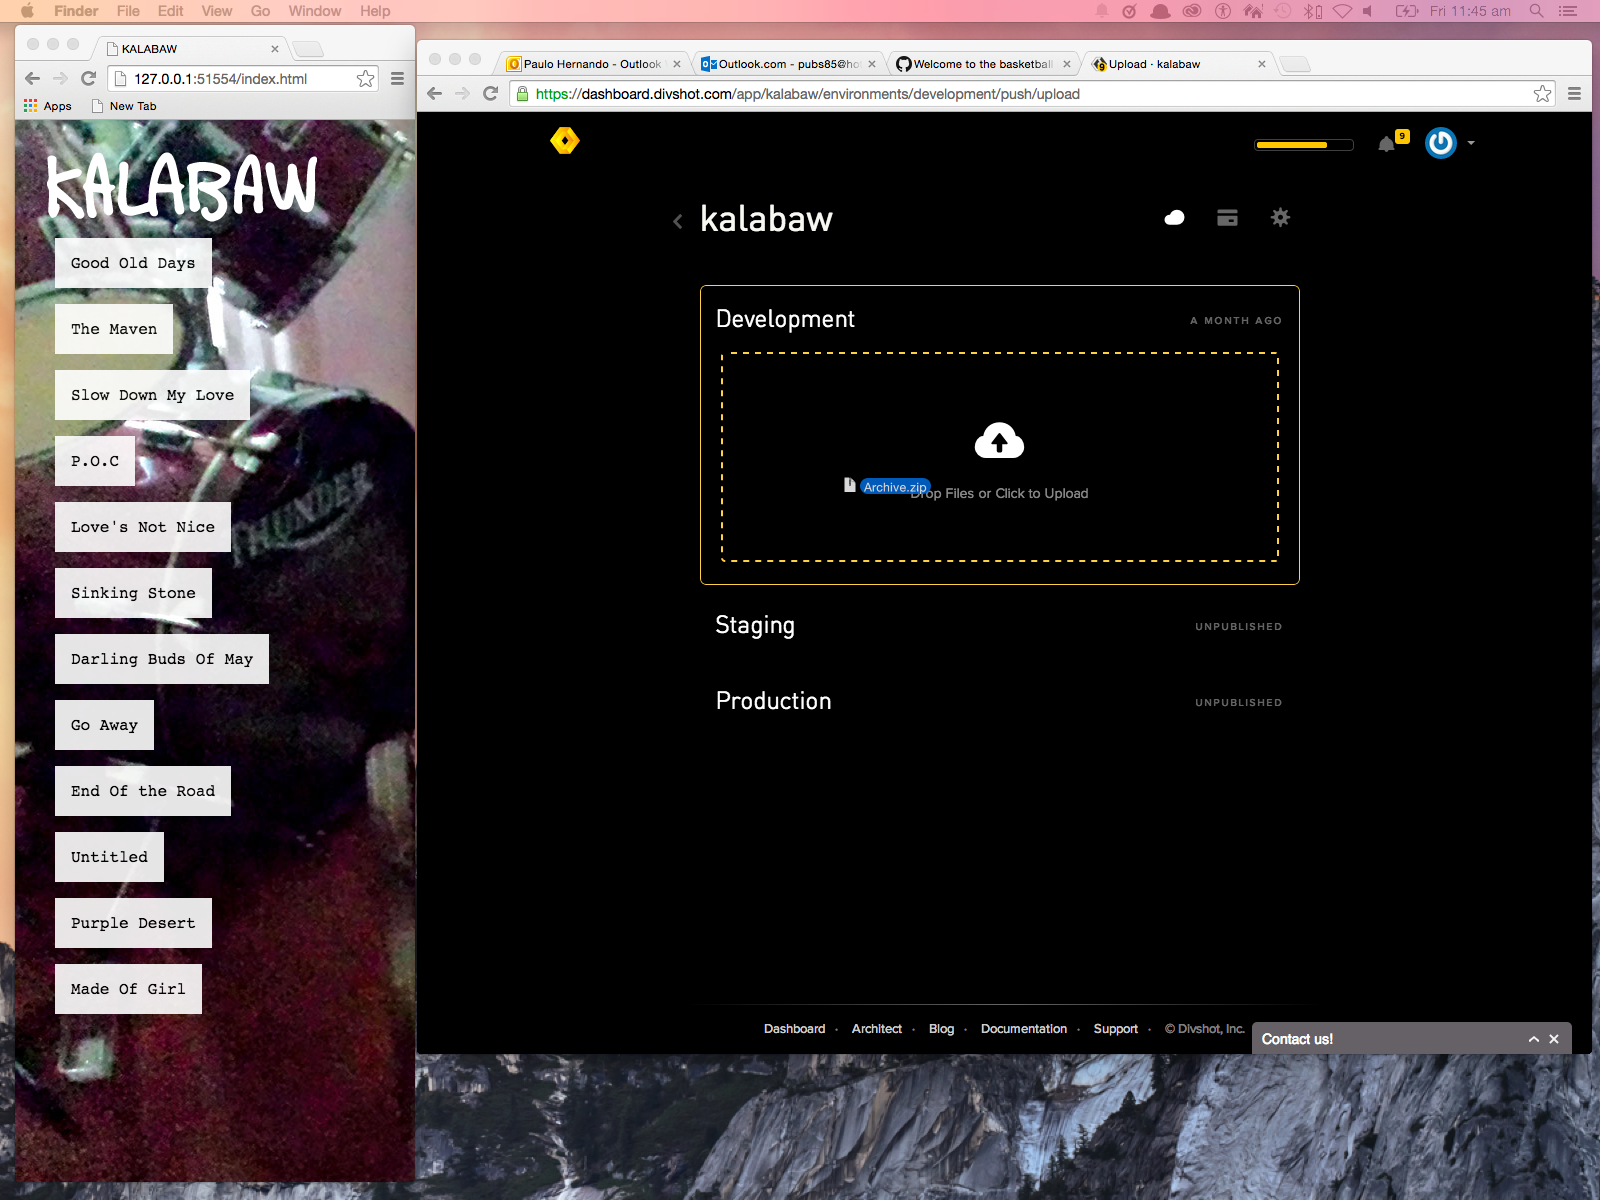 Finder File Edit View Go Window Help Fri 11:45 am
KALABAW
127.0.0.1:51554/index.html
Apps New Tab
KALABAW
Good Old Days
The Maven
Slow Down My Love
P.O.C
Love's Not Nice
Sinking Stone
Darling Buds Of May
Go Away
End Of the Road
Untitled
Purple Desert
Made Of Girl
THUNDER
Paulo Hernando - Outlook Outlook.com - pubs85@ho Welcome to the basketball Upload · kalabaw
https://dashboard.divshot.com/app/kalabaw/environments/development/push/upload
9
kalabaw
Development A MONTH AGO
Archive.zip
Drop Files or Click to Upload
Staging UNPUBLISHED
Production UNPUBLISHED
Dashboard · Architect · Blog · Documentation · Support · © Divshot, Inc.
Contact us!